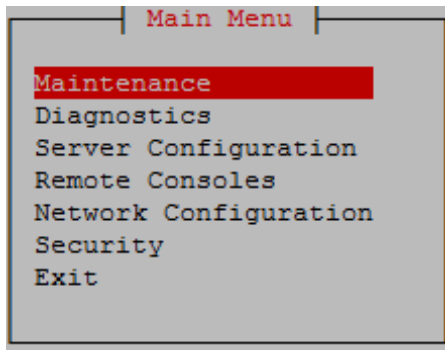 Main Menu
Maintenance
Diagnostics
Server Configuration
Remote Consoles
Network Configuration
Security
Exit